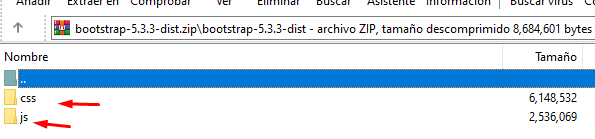 Añadir Extraer en Comprobar Ver Eliminar Buscar Asistente Información Buscar virus Co
bootstrap-5.3.3-dist.zip\bootstrap-5.3.3-dist - archivo ZIP, tamaño descomprimido 8,684,601 bytes
Nombre Tamaño
..
css 6,148,532
js 2,536,069